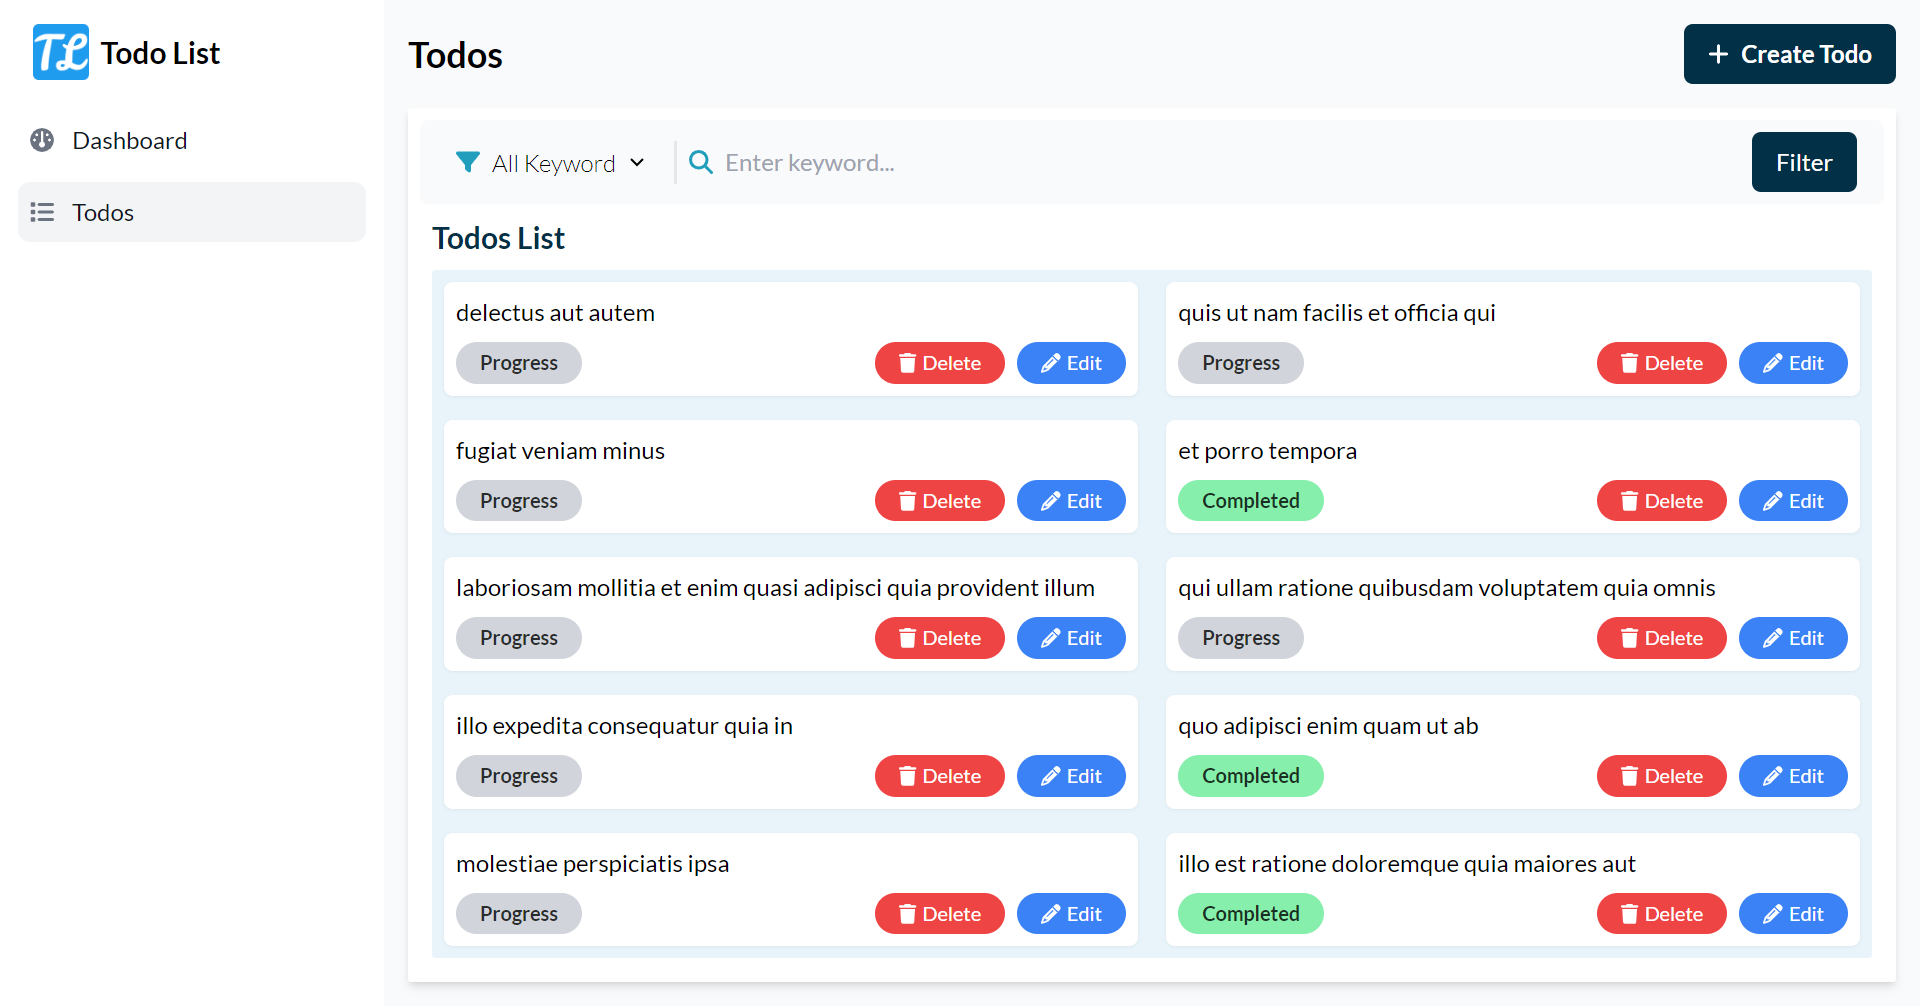 TL Todo List
Dashboard
Todos
Todos
Create Todo
All Keyword
Enter keyword...
Filter
Todos List
delectus aut autem
Progress Delete Edit
quis ut nam facilis et officia qui
Progress Delete Edit
fugiat veniam minus
Progress Delete Edit
et porro tempora
Completed Delete Edit
laboriosam mollitia et enim quasi adipisci quia provident illum
Progress Delete Edit
qui ullam ratione quibusdam voluptatem quia omnis
Progress Delete Edit
illo expedita consequatur quia in
Progress Delete Edit
quo adipisci enim quam ut ab
Completed Delete Edit
molestiae perspiciatis ipsa
Progress Delete Edit
illo est ratione doloremque quia maiores aut
Completed Delete Edit